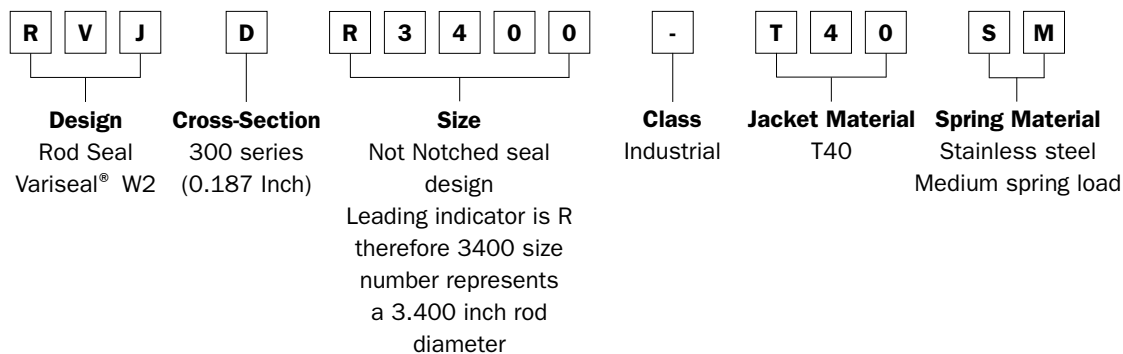 R V J D R 3 4 0 0 - T 4 0 S M
Design Cross-Section Size Class Jacket Material Spring Material
Rod Seal 300 series Not Notched seal Industrial T40 Stainless steel
Variseal® W2 (0.187 Inch) design Medium spring load
Leading indicator is R
therefore 3400 size
number represents
a 3.400 inch rod
diameter